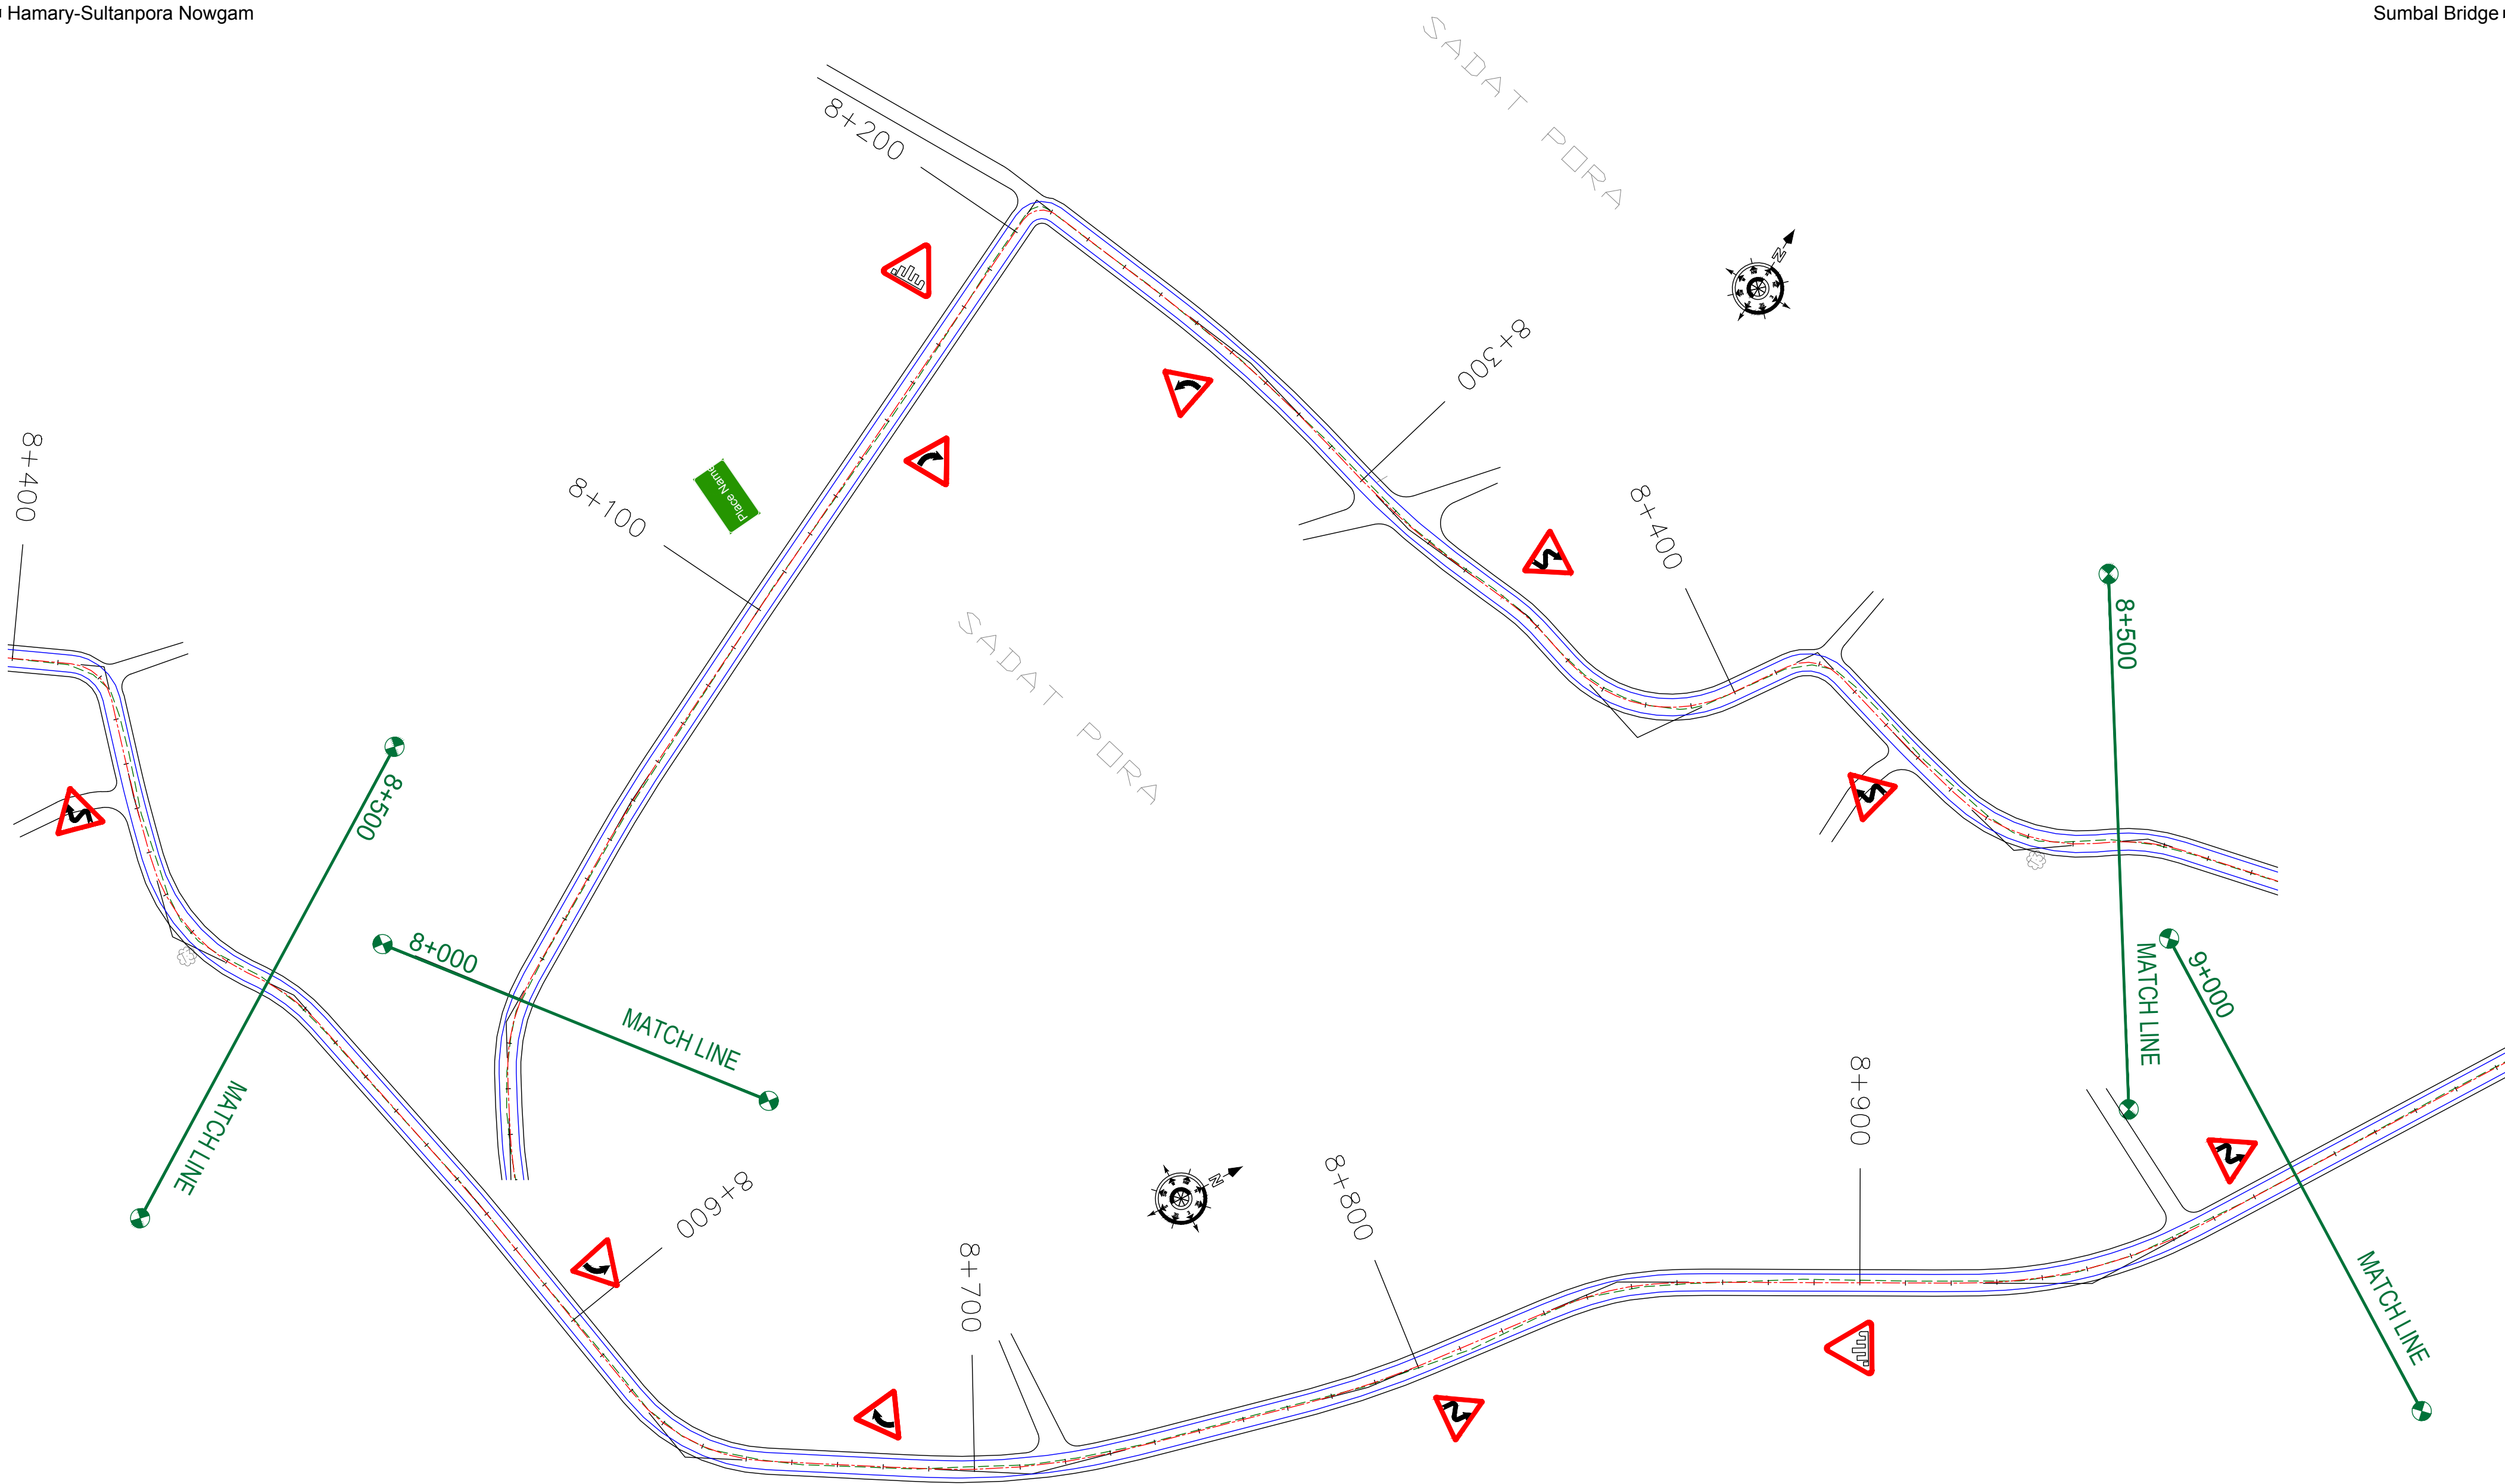 Hamary-Sultanpora Nowgam
Sumbal Bridge
SADAT PORA
8+200
N
8+300
8+400
8+100
Place Name
8+400
8+500
SADAT PORA
8+500
8+000
MATCH LINE
MATCH LINE
9+000
MATCH LINE
8+900
8+800
N
8+600
8+700
MATCH LINE